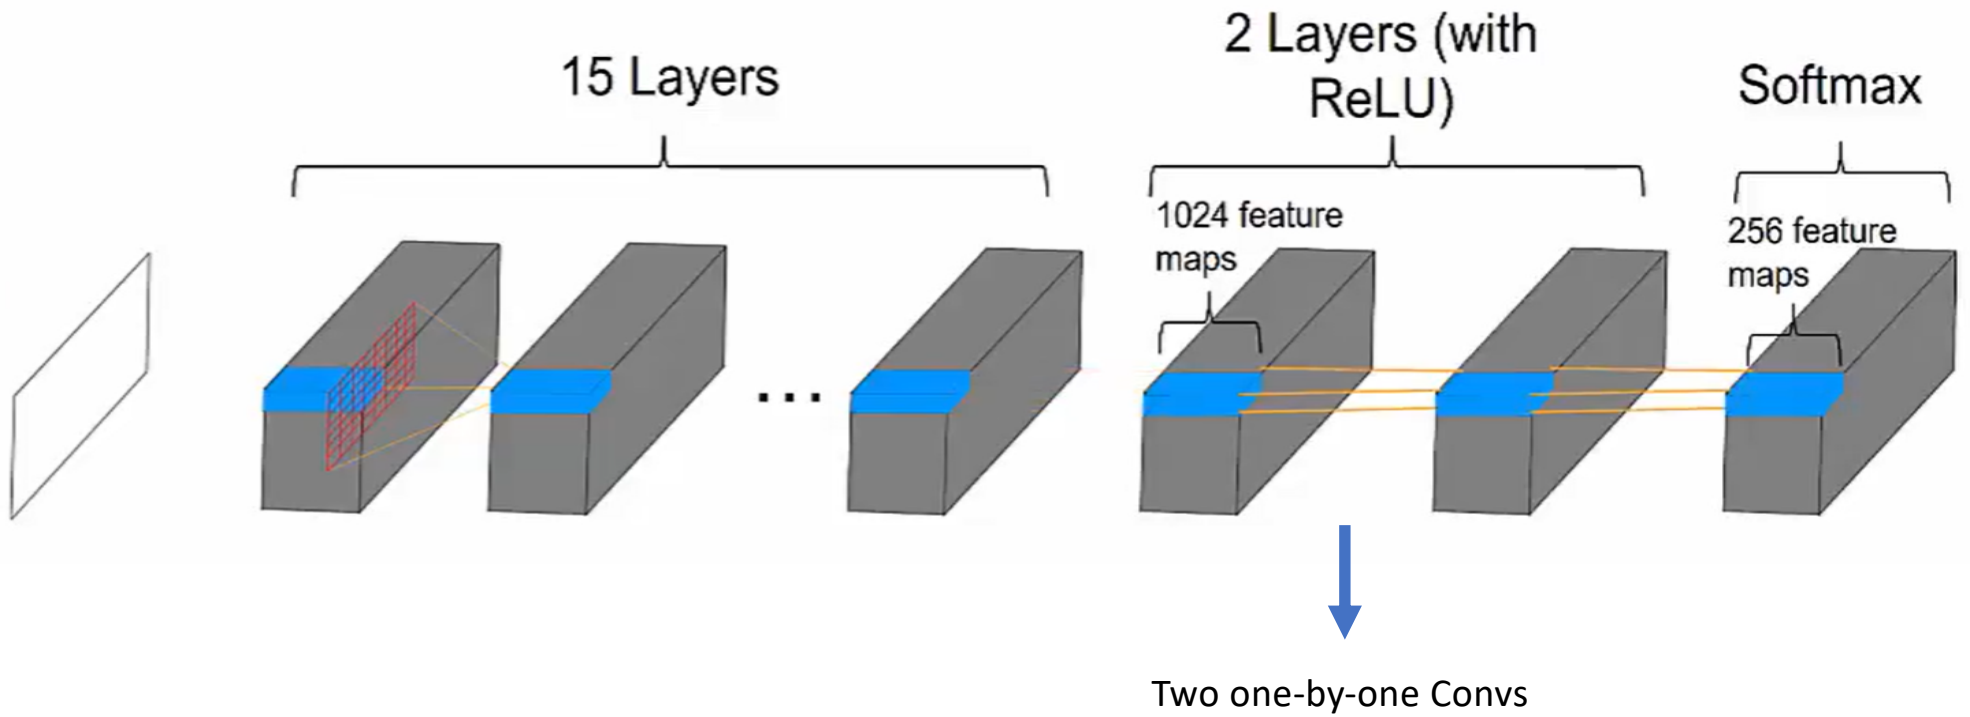 15 Layers
2 Layers (with
ReLU)
Softmax
1024 feature
maps
256 feature
maps
...
Two one-by-one Convs